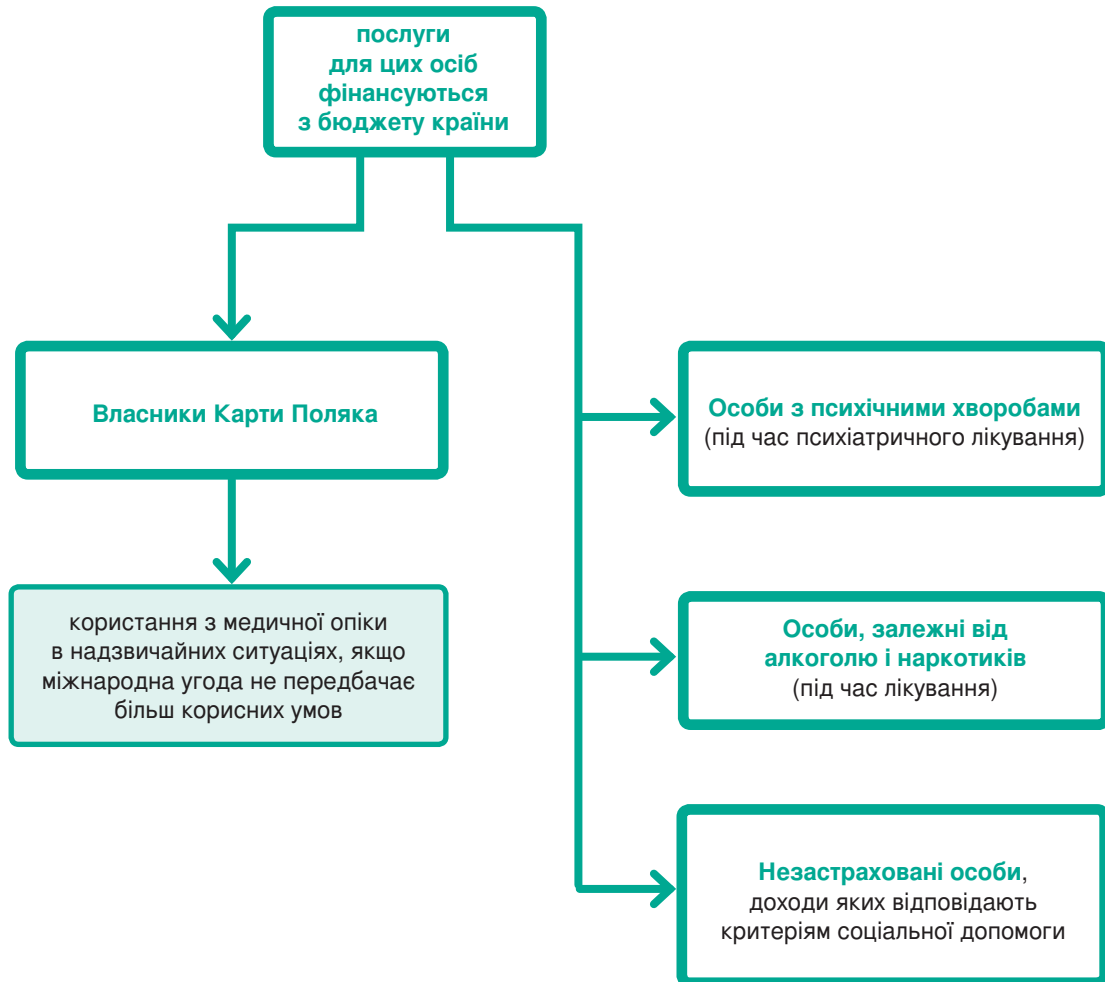 послуги
для цих осіб
фінансуються
з бюджету країни
Власники Карти Поляка
користання з медичної опіки
в надзвичайних ситуаціях, якщо
міжнародна угода не передбачає
більш корисних умов
Особи з психічними хворобами
(під час психіатричного лікування)
Особи, залежні від
алкоголю і наркотиків
(під час лікування)
Незастраховані особи,
доходи яких відповідають
критеріям соціальної допомоги